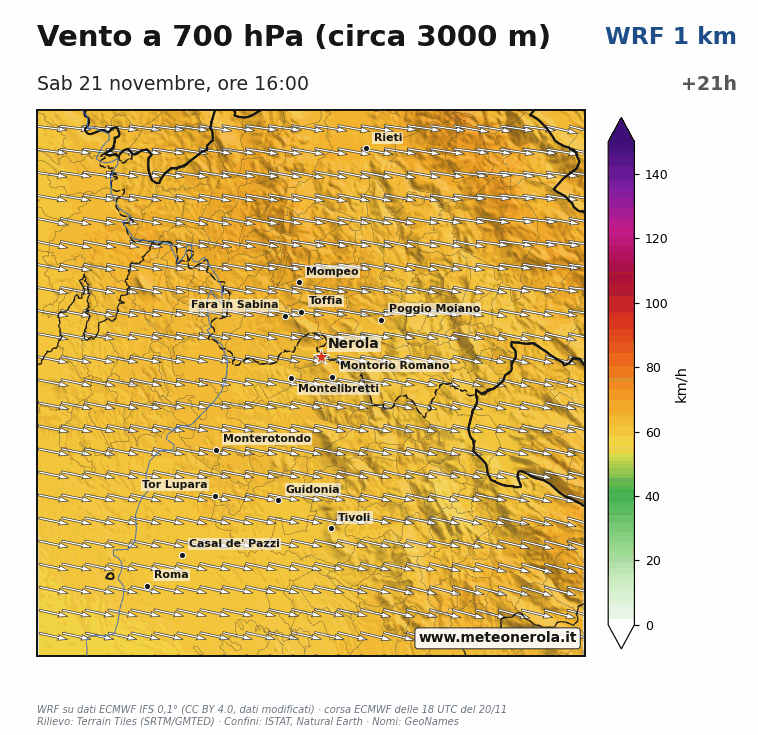 Vento a 700 hPa (circa 3000 m)
WRF 1 km
Sab 21 novembre, ore 16:00
+21h
Rieti
Mompeo
Fara in Sabina
Toffia
Poggio Moiano
Nerola
Montorio Romano
Montelibretti
Monterotondo
Tor Lupara
Guidonia
Tivoli
Casal de' Pazzi
Roma
www.meteonerola.it
140
120
100
80
60
40
20
0
km/h
WRF su dati ECMWF IFS 0,1° (CC BY 4.0, dati modificati) · corsa ECMWF delle 18 UTC del 20/11
Rilievo: Terrain Tiles (SRTM/GMTED) · Confini: ISTAT, Natural Earth · Nomi: GeoNames